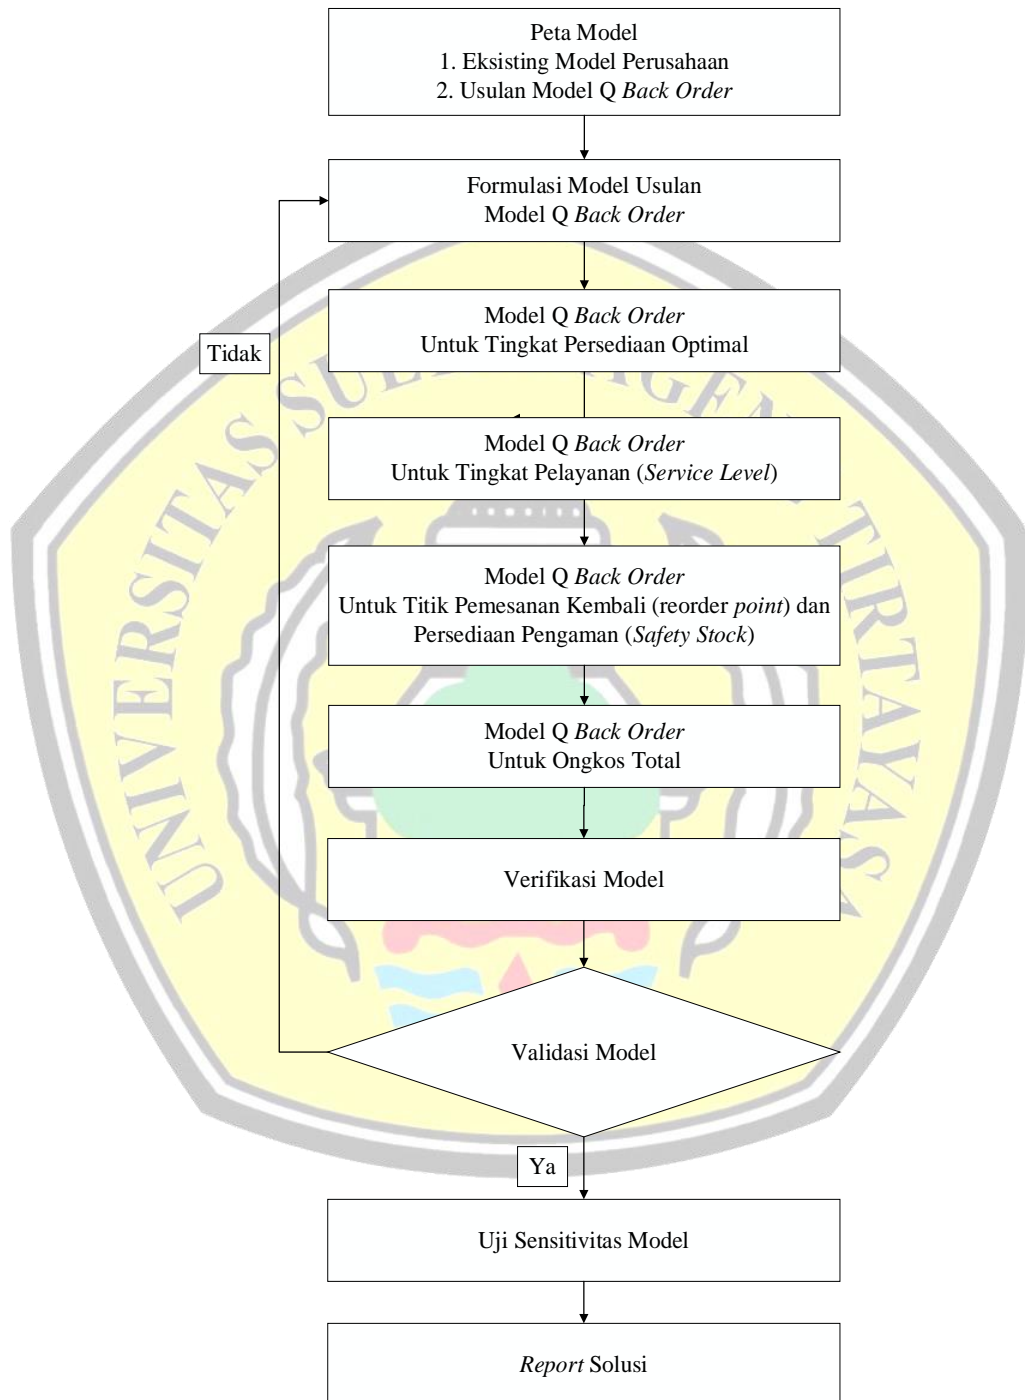 Peta Model
1. Eksisting Model Perusahaan
2. Usulan Model Q Back Order
Formulasi Model Usulan
Model Q Back Order
Model Q Back Order
Untuk Tingkat Persediaan Optimal
Tidak
Model Q Back Order
Untuk Tingkat Pelayanan (Service Level)
Model Q Back Order
Untuk Titik Pemesanan Kembali (reorder point) dan
Persediaan Pengaman (Safety Stock)
Model Q Back Order
Untuk Ongkos Total
Verifikasi Model
Validasi Model
Ya
Uji Sensitivitas Model
Report Solusi
UNIVERSITAS TIRTAYASA